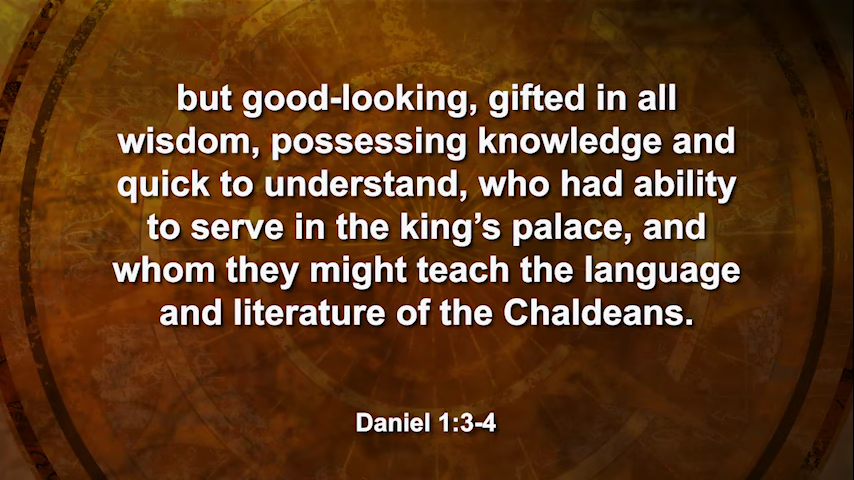 but good-looking, gifted in all
wisdom, possessing knowledge and
quick to understand, who had ability
to serve in the king’s palace, and
whom they might teach the language
and literature of the Chaldeans.
Daniel 1:3-4